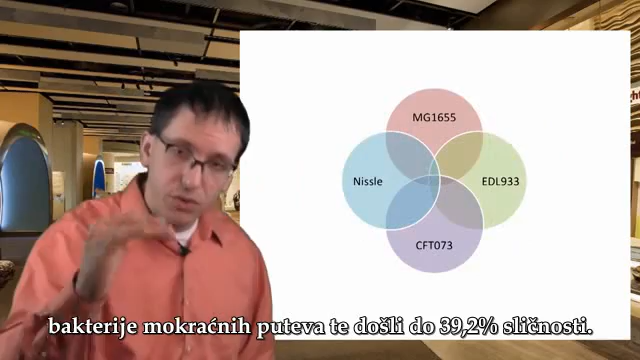 MG1655
Nissle
EDL933
CFT073
bakterije mokraćnih puteva te došli do 39,2% sličnosti.